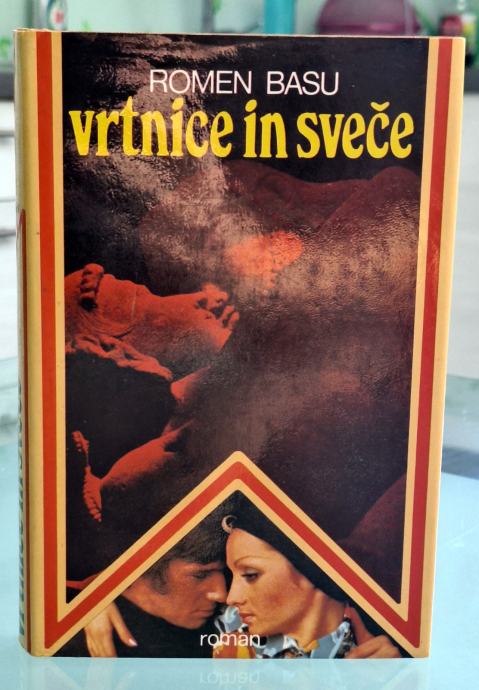 ROMEN BASU
vrtnice in sveče
roman